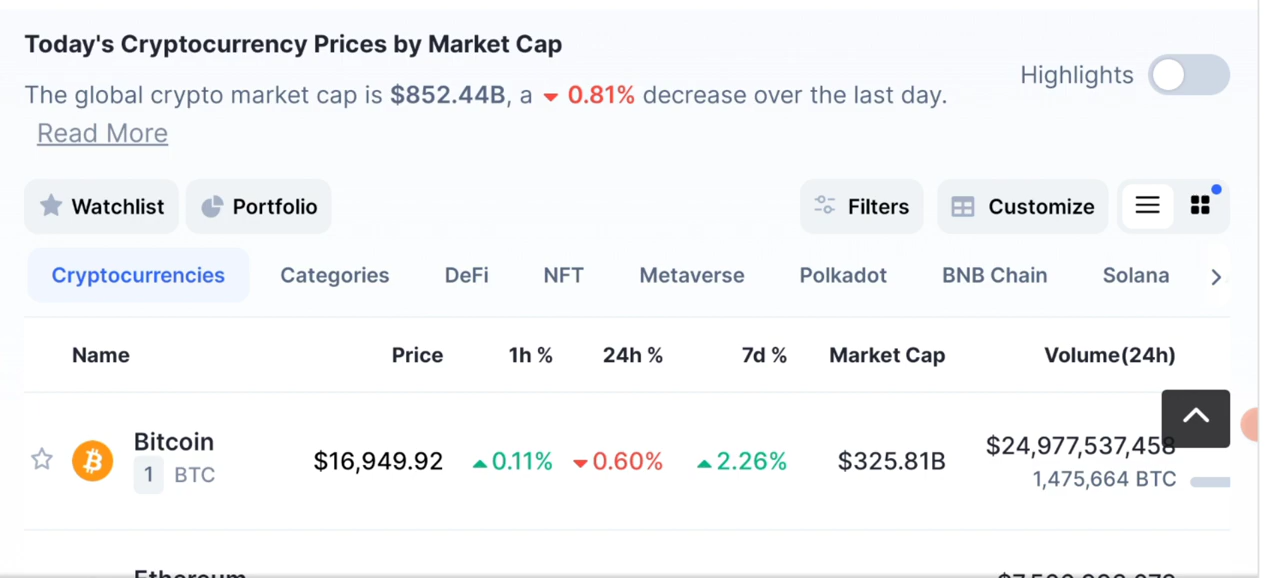 Today's Cryptocurrency Prices by Market Cap
The global crypto market cap is $852.44B, a 0.81% decrease over the last day.
Read More
Highlights
Watchlist Portfolio Filters Customize
Cryptocurrencies Categories DeFi NFT Metaverse Polkadot BNB Chain Solana
Name Price 1h % 24h % 7d % Market Cap Volume(24h)
Bitcoin
1 BTC
$16,949.92 0.11% 0.60% 2.26% $325.81B
$24,977,537,458
1,475,664 BTC
Ethereum